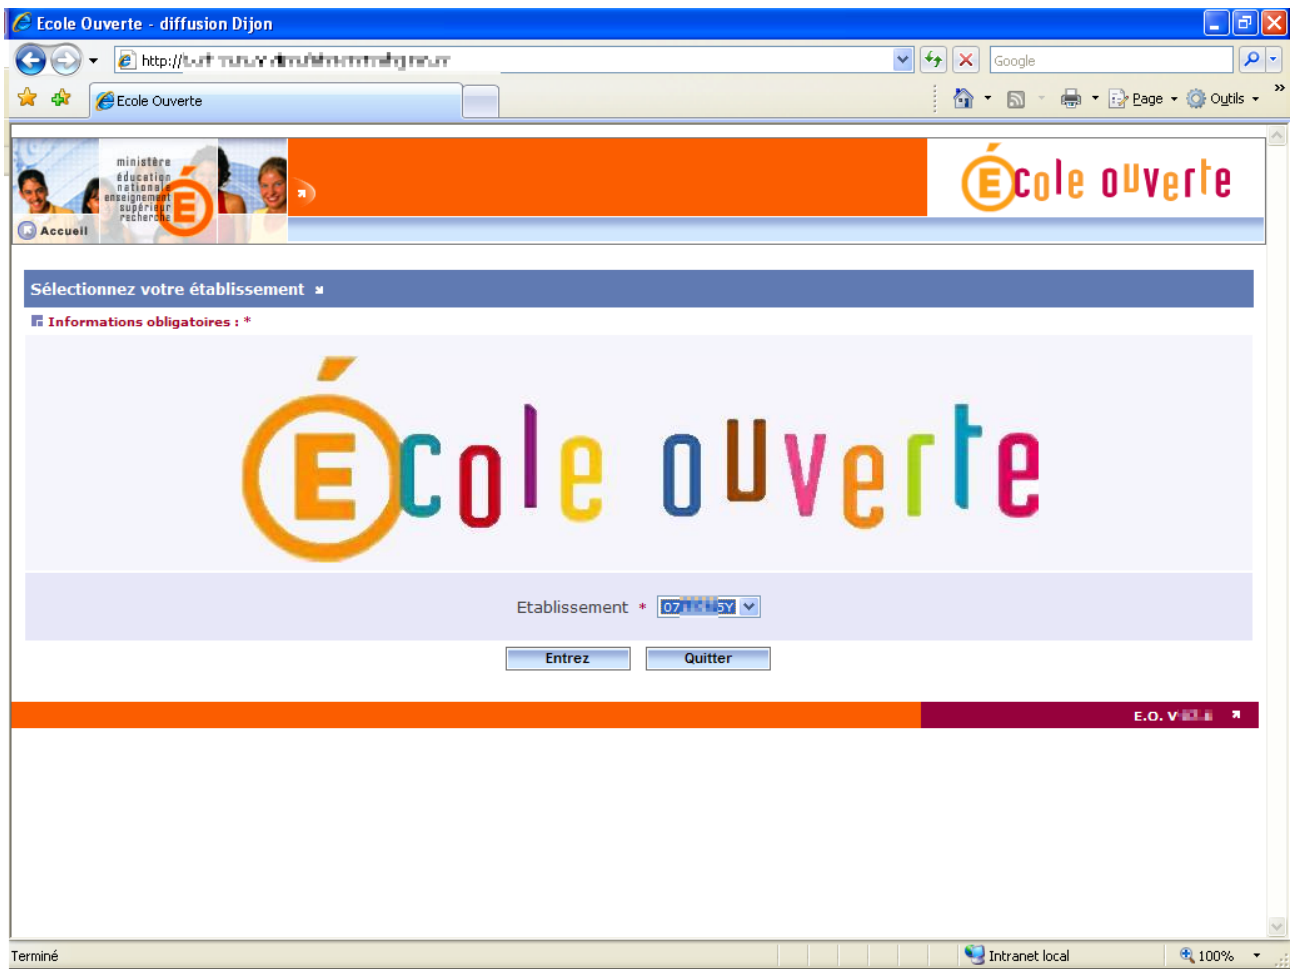 Ecole Ouverte - diffusion Dijon
http://
Google
Ecole Ouverte
Page
Outils
ministère
éducation
nationale
enseignement
supérieur
recherche
É
École ouverte
Accueil
Sélectionnez votre établissement
Informations obligatoires : *
École ouverte
Etablissement *
Entrez
Quitter
E.O. V
Terminé
Intranet local
100%